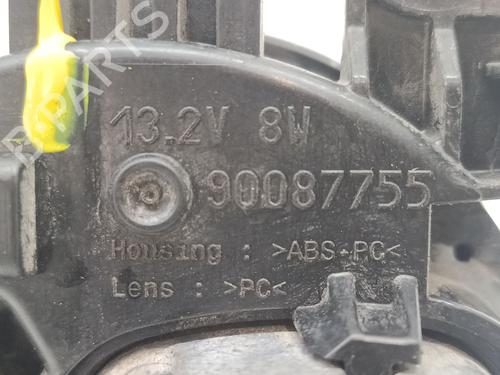 13.2V 8W
90087755
Housing : >ABS-PC<
Lens : >PC<